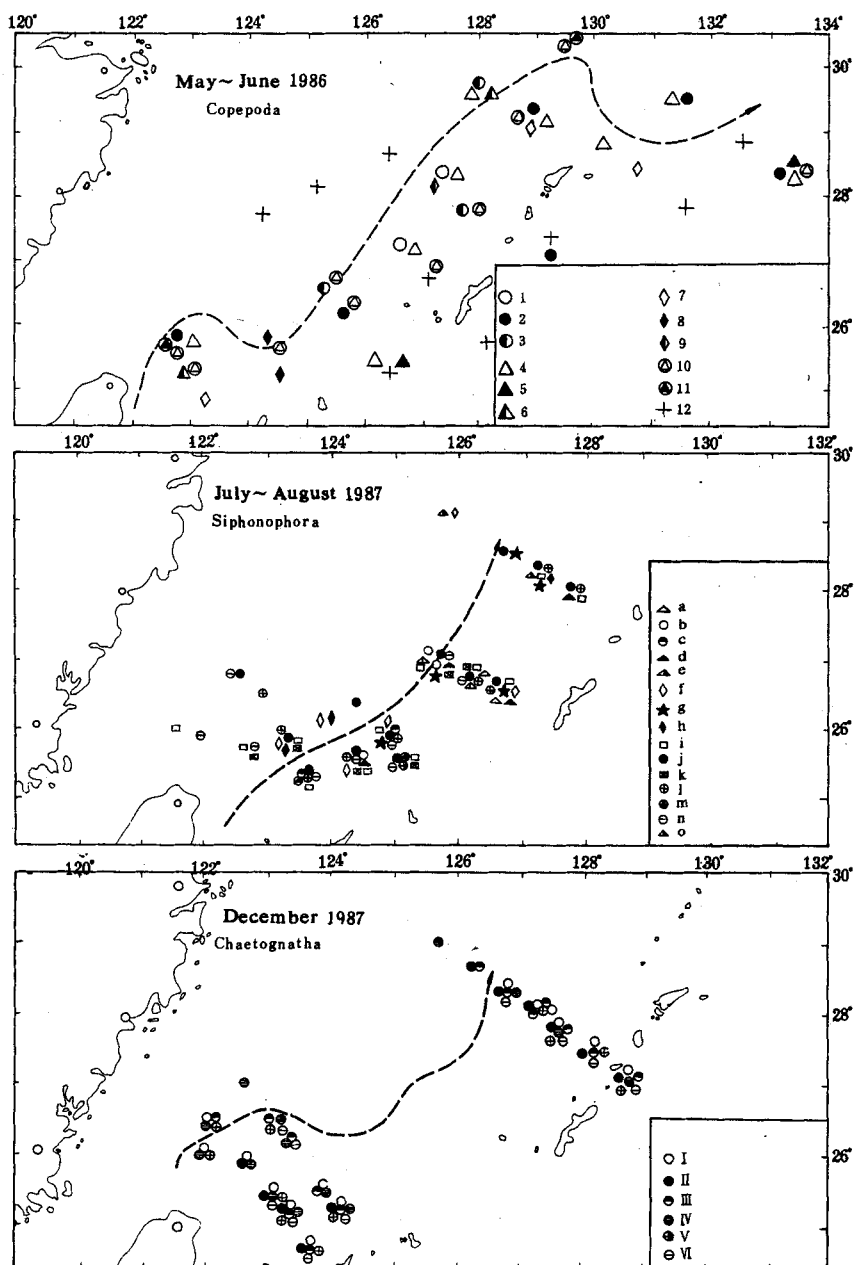 120° 122° 124° 126° 128° 130° 132° 134°
30°
May~June 1986
Copepoda
28°
26°
1 7
2 8
3 9
4 10
5 11
6 12
120° 122° 124° 126° 128° 130° 132°
30°
July~August 1987
Siphonophora
28°
26°
a
b
c
d
e
f
g
h
i
j
k
l
m
n
o
120° 122° 124° 126° 128° 130° 132°
30°
December 1987
Chaetognatha
28°
26°
I
II
III
IV
V
VI